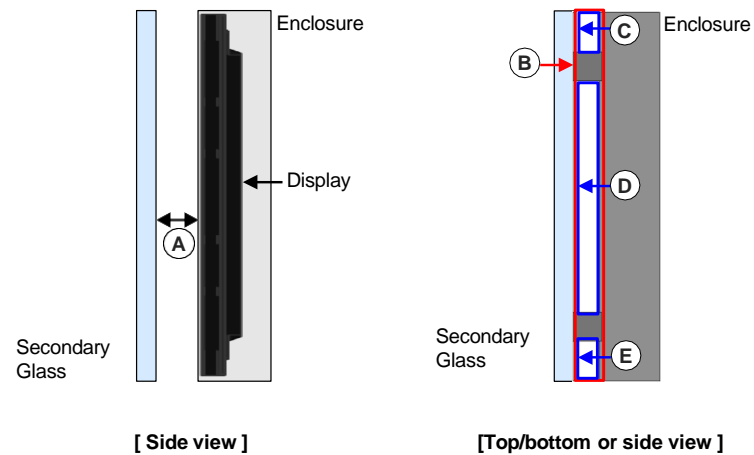 Enclosure
Display
A
Secondary
Glass
[ Side view ]
Enclosure
C
B
D
Secondary
Glass
E
[Top/bottom or side view ]